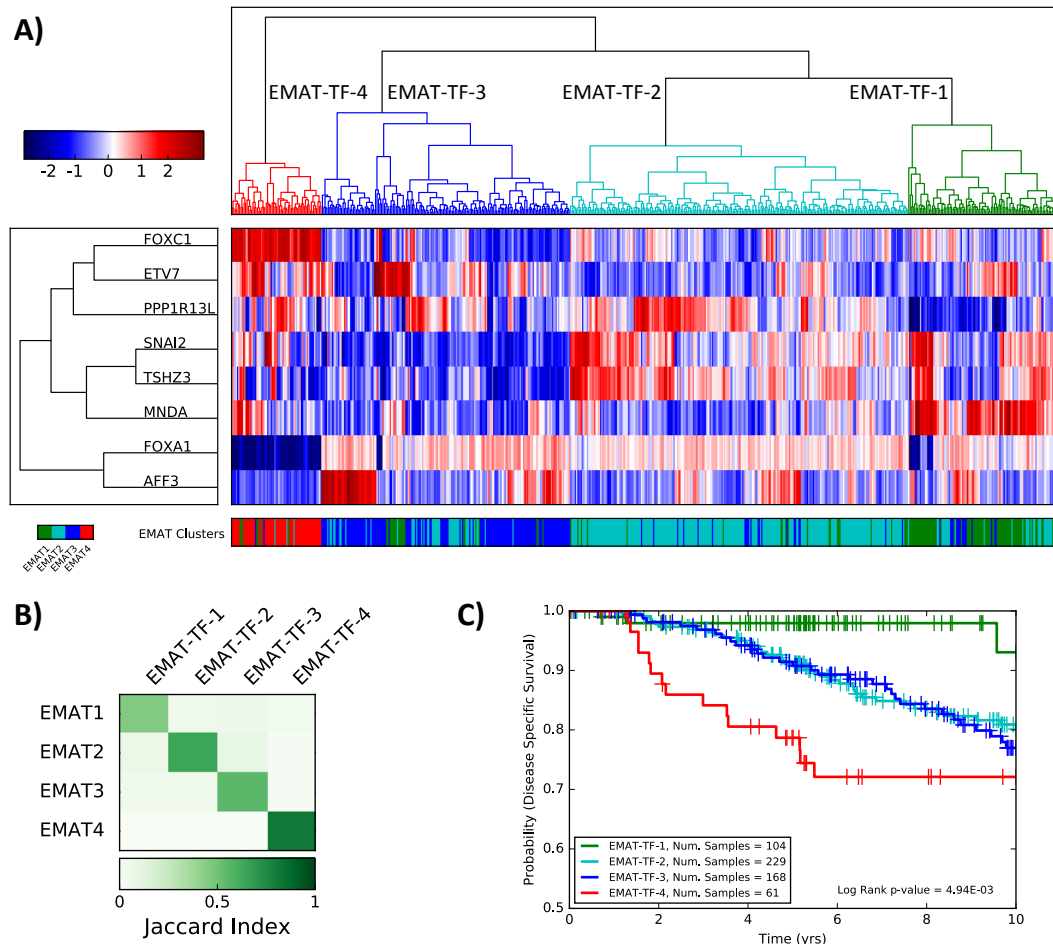 A)
EMAT-TF-4 EMAT-TF-3 EMAT-TF-2 EMAT-TF-1
-2 -1 0 1 2
FOXC1
ETV7
PPP1R13L
SNAI2
TSHZ3
MNDA
FOXA1
AFF3
EMAT1
EMAT2
EMAT3
EMAT4
EMAT Clusters
B)
EMAT-TF-1
EMAT-TF-2
EMAT-TF-3
EMAT-TF-4
EMAT1
EMAT2
EMAT3
EMAT4
0 1
Jaccard Index
C)
Probability (Disease Specific Survival)
1.0
0.9
0.8
0.7
0.6
0.5
EMAT-TF-1, Num. Samples = 104
EMAT-TF-2, Num. Samples = 229
EMAT-TF-3, Num. Samples = 168
EMAT-TF-4, Num. Samples = 61
Log Rank p-value = 4.94E-03
0 2 4 6 8 10
Time (yrs)